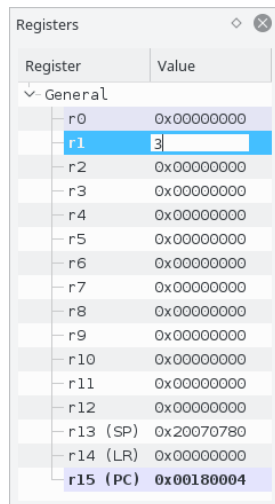 Registers
Register Value
General
r0 0x00000000
r1 3
r2 0x00000000
r3 0x00000000
r4 0x00000000
r5 0x00000000
r6 0x00000000
r7 0x00000000
r8 0x00000000
r9 0x00000000
r10 0x00000000
r11 0x00000000
r12 0x00000000
r13 (SP) 0x20070780
r14 (LR) 0x00000000
r15 (PC) 0x00180004